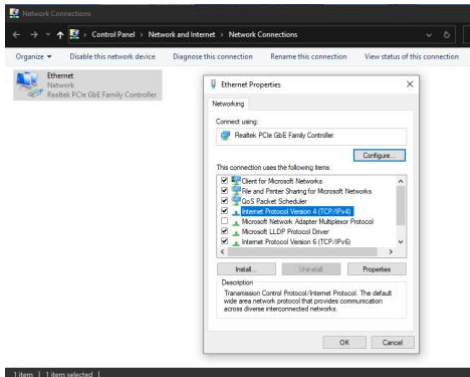 Network Connections
Control Panel > Network and Internet > Network Connections
Organize Disable this network device Diagnose this connection Rename this connection View status of this connection
Ethernet
Network
Realtek PCIe GbE Family Controller
Ethernet Properties
Networking
Connect using:
Realtek PCIe GbE Family Controller
Configure...
This connection uses the following items:
Client for Microsoft Networks
File and Printer Sharing for Microsoft Networks
QoS Packet Scheduler
Internet Protocol Version 4 (TCP/IPv4)
Microsoft Network Adapter Multiplexor Protocol
Microsoft LLDP Protocol Driver
Internet Protocol Version 6 (TCP/IPv6)
Install... Uninstall Properties
Description
Transmission Control Protocol/Internet Protocol. The default
wide area network protocol that provides communication
across diverse interconnected networks.
OK Cancel
1 item 1 item selected